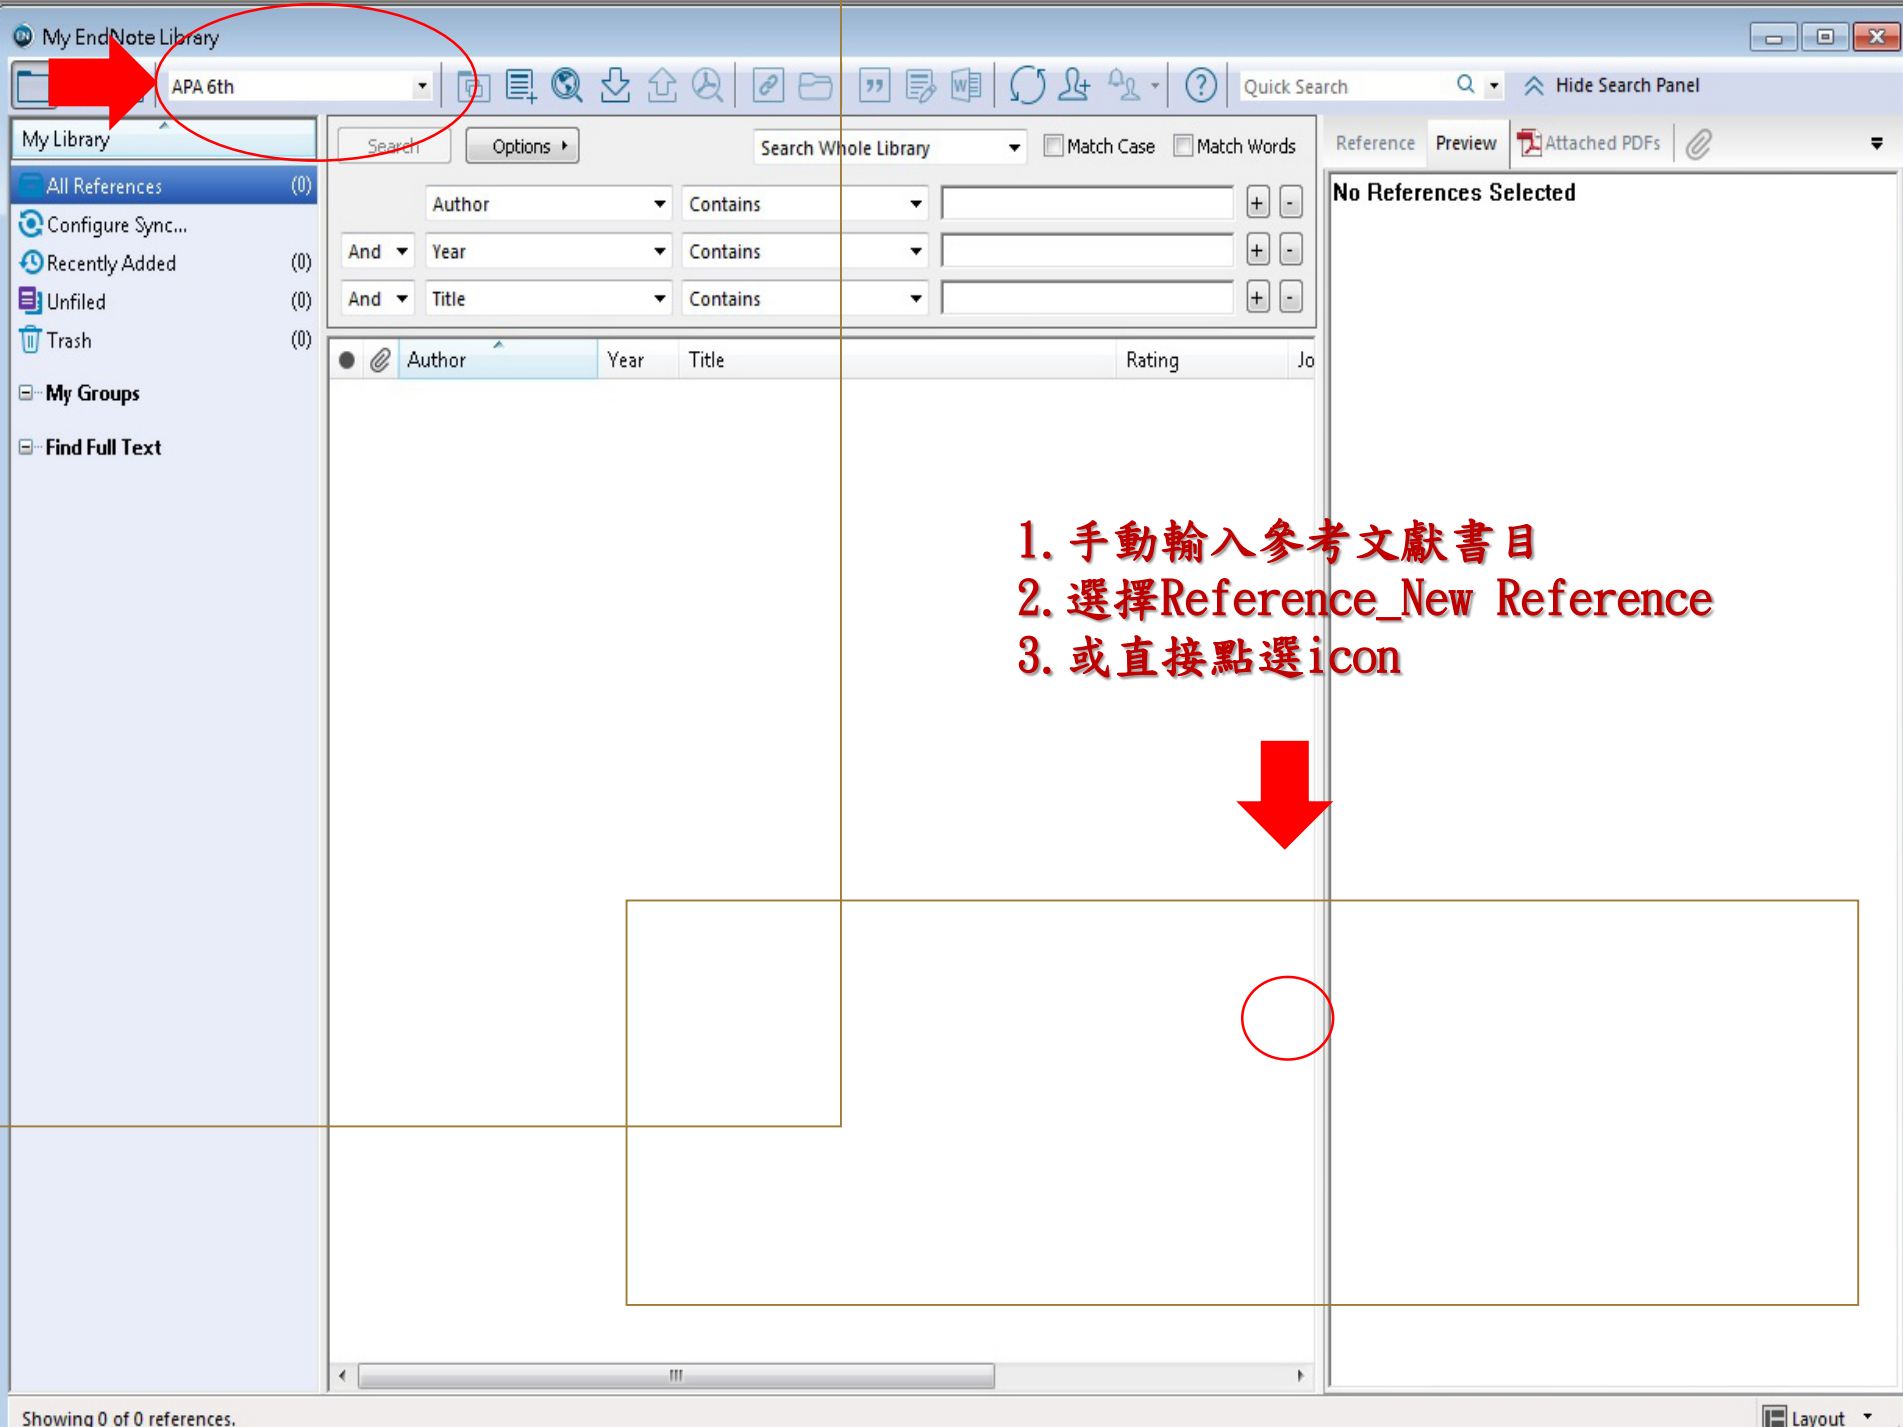 My EndNote Library
APA 6th
Quick Search
Hide Search Panel
My Library
Search
Options
Search Whole Library
Match Case
Match Words
Reference
Preview
Attached PDFs
All References (0)
Configure Sync...
Recently Added (0)
Unfiled (0)
Trash (0)
My Groups
Find Full Text
Author Contains + -
And Year Contains + -
And Title Contains + -
No References Selected
Author Year Title Rating Jo
1.手動輸入參考文獻書目
2.選擇Reference_New Reference
3.或直接點選icon
Showing 0 of 0 references.
Layout